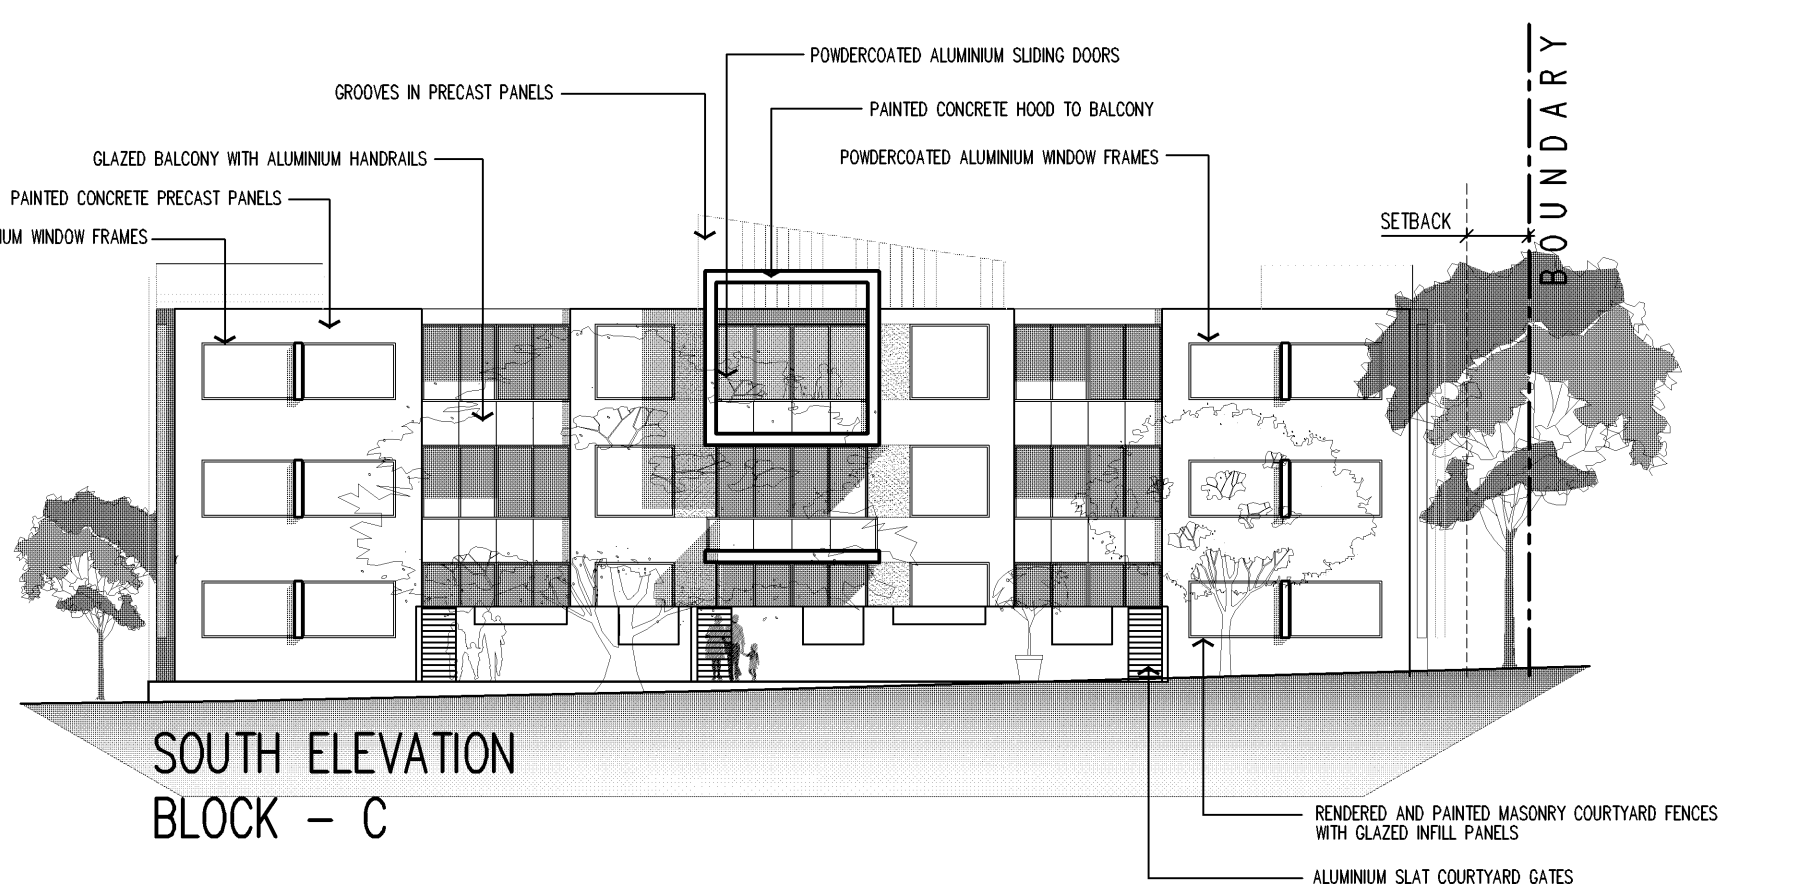 POWDERCOATED ALUMINIUM SLIDING DOORS
GROOVES IN PRECAST PANELS
PAINTED CONCRETE HOOD TO BALCONY
GLAZED BALCONY WITH ALUMINIUM HANDRAILS
POWDERCOATED ALUMINIUM WINDOW FRAMES
PAINTED CONCRETE PRECAST PANELS
IUM WINDOW FRAMES
SETBACK
BOUNDARY
SOUTH ELEVATION
BLOCK - C
RENDERED AND PAINTED MASONRY COURTYARD FENCES
WITH GLAZED INFILL PANELS
ALUMINIUM SLAT COURTYARD GATES